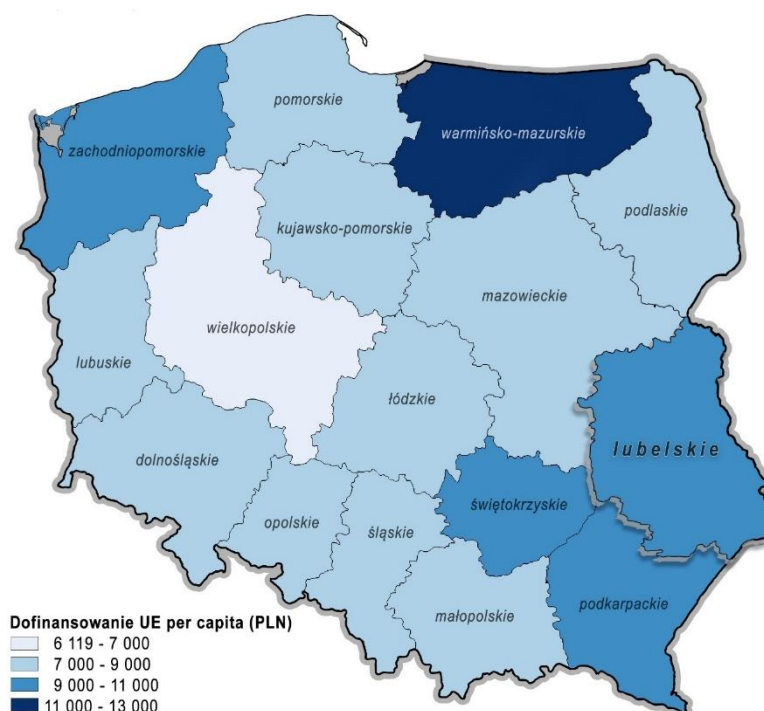 pomorskie
zachodniopomorskie
warmińsko-mazurskie
podlaskie
kujawsko-pomorskie
mazowieckie
wielkopolskie
lubuskie
łódzkie
lubelskie
dolnośląskie
świętokrzyskie
opolskie
śląskie
podkarpackie
małopolskie
Dofinansowanie UE per capita (PLN)
6 119 - 7 000
7 000 - 9 000
9 000 - 11 000
11 000 - 13 000